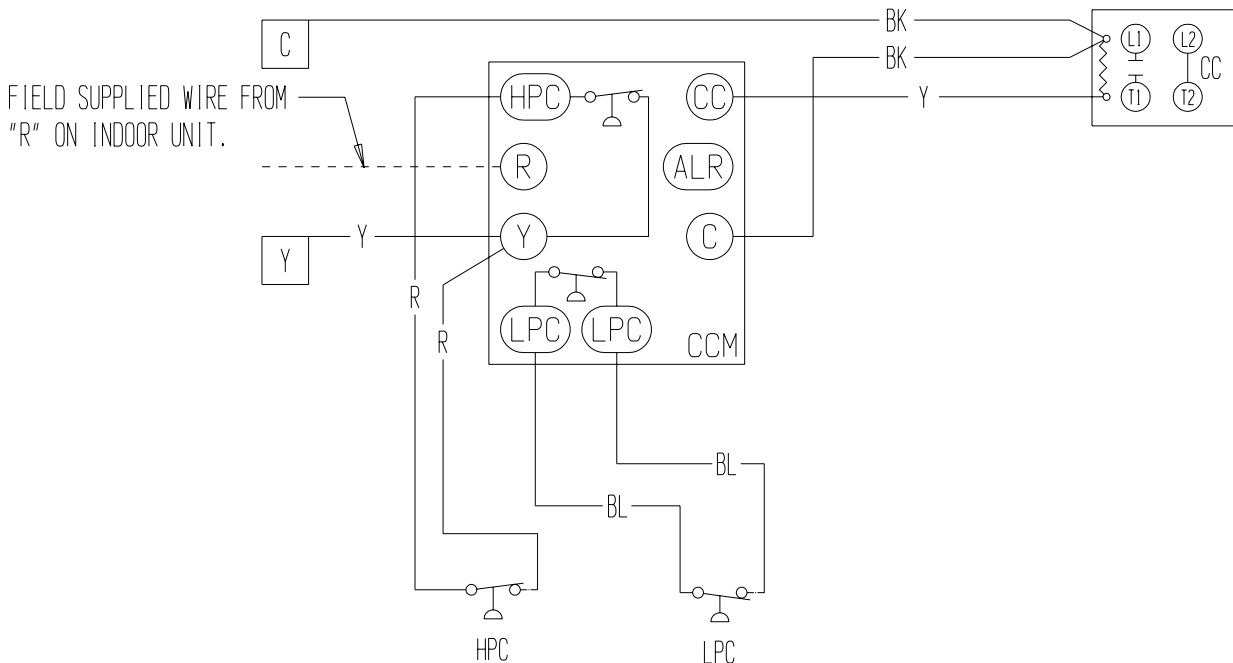 C
BK
BK
L1
L2
CC
T1
T2
FIELD SUPPLIED WIRE FROM
"R" ON INDOOR UNIT.
HPC
CC
Y
R
ALR
Y
Y
Y
C
R
R
LPC
LPC
CCM
BL
BL
HPC
LPC